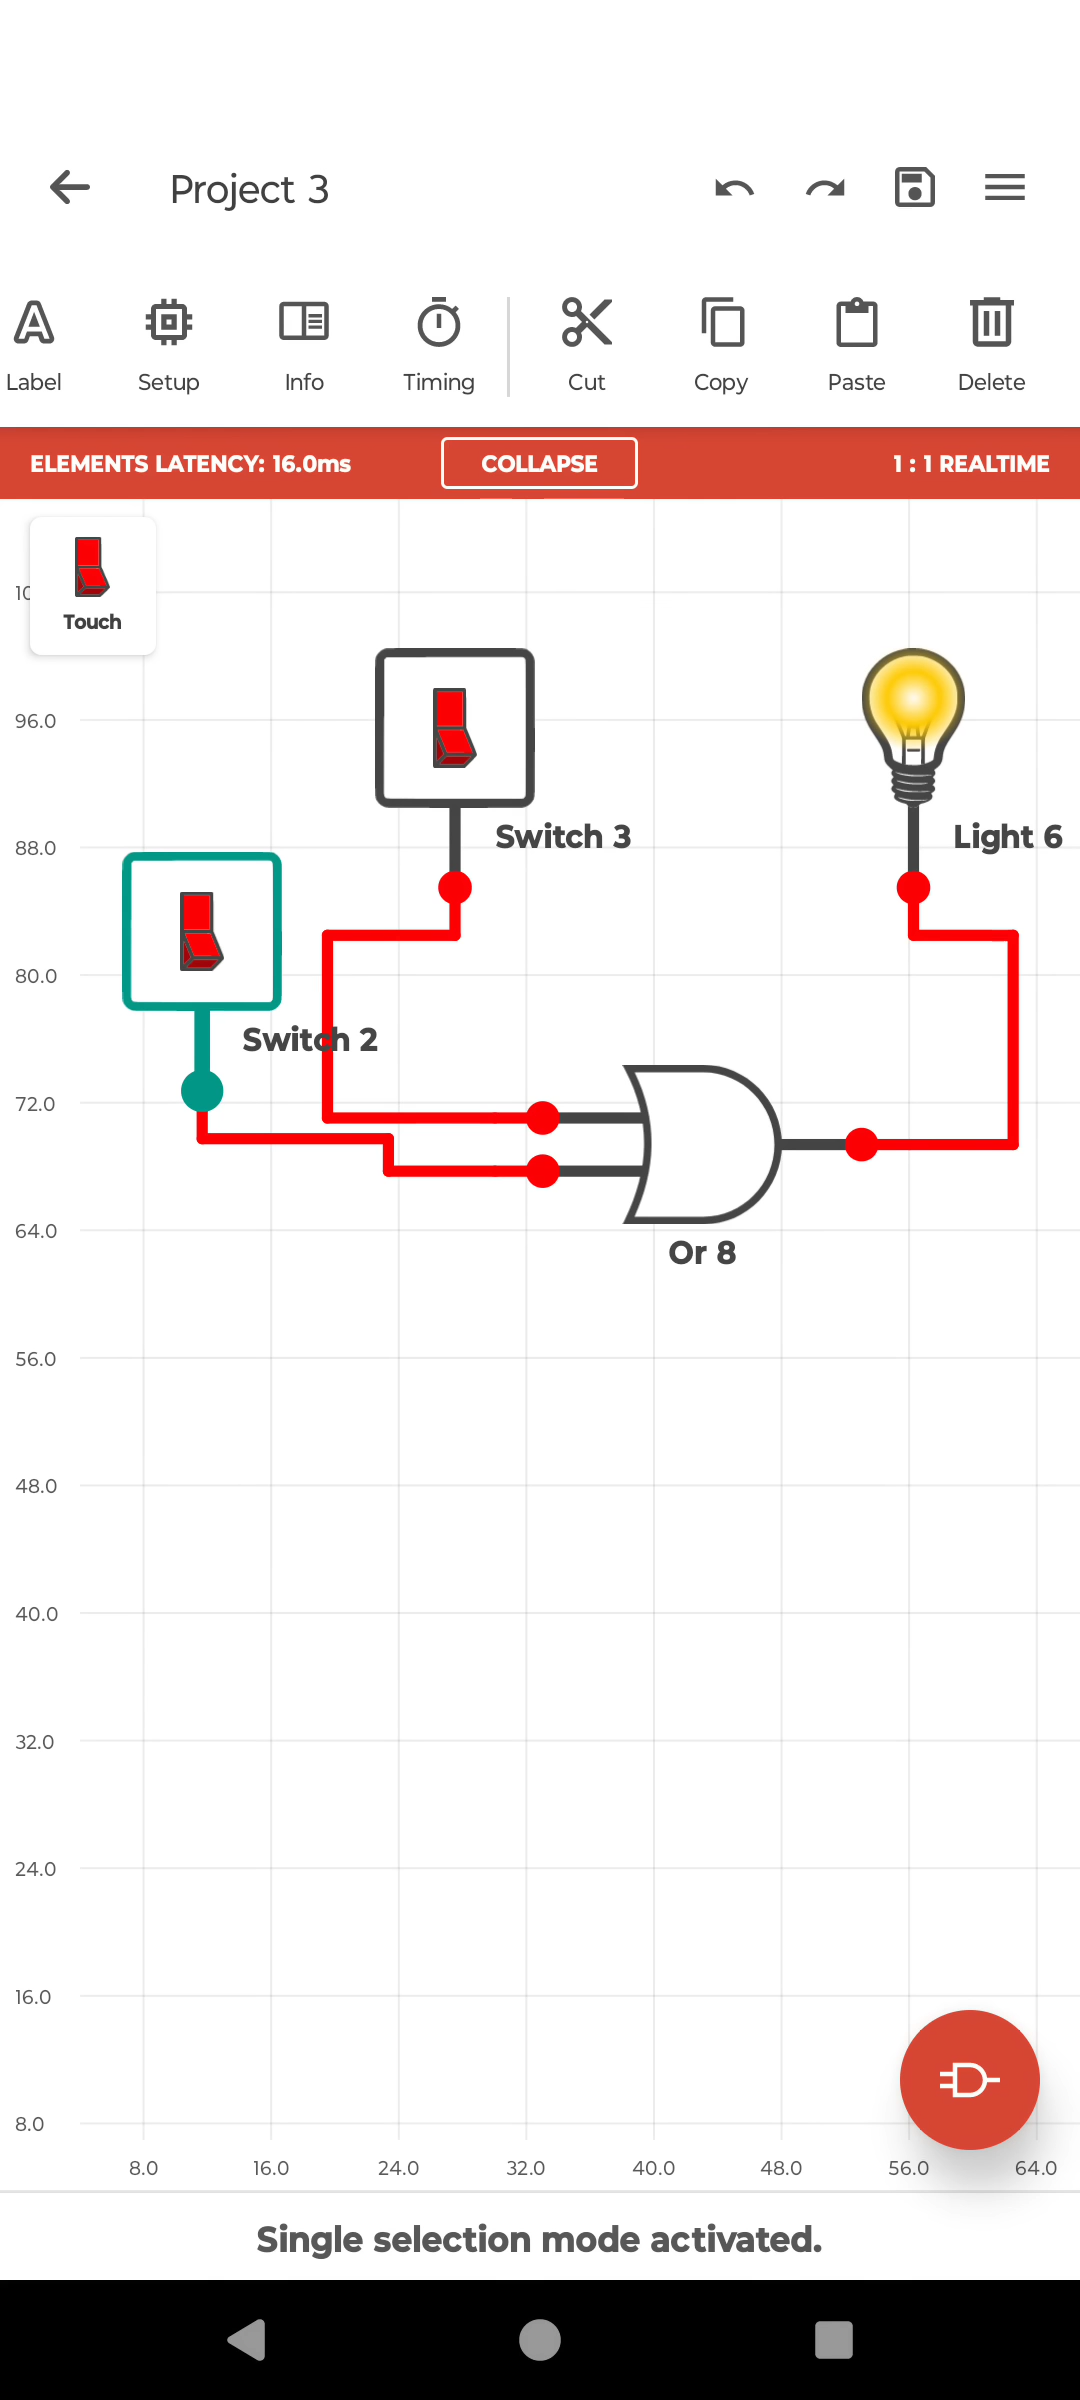 Project 3
Label Setup Info Timing Cut Copy Paste Delete
ELEMENTS LATENCY: 16.0ms COLLAPSE 1 : 1 REALTIME
Touch
96.0
Switch 3 Light 6
88.0
80.0
Switch 2
72.0
64.0
Or 8
56.0
48.0
40.0
32.0
24.0
16.0
8.0
8.0 16.0 24.0 32.0 40.0 48.0 56.0 64.0
Single selection mode activated.